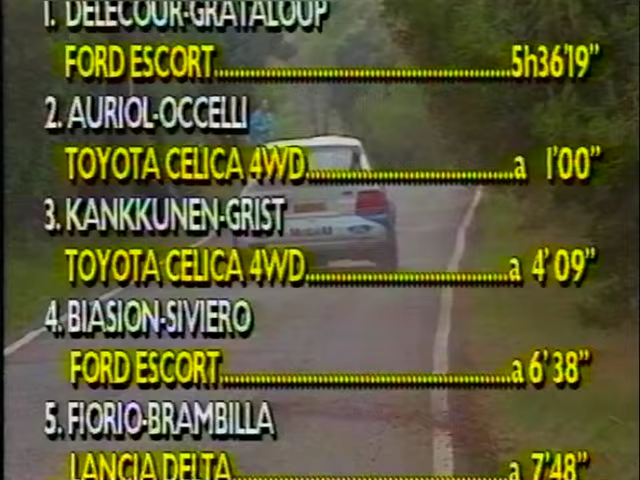 1. DELECOUR-GRATALOUP
FORD ESCORT..............................5h36'19"
2. AURIOL-OCCELLI
TOYOTA CELICA 4WD....................a 1'00"
3. KANKKUNEN-GRIST
TOYOTA CELICA 4WD....................a 4'09"
4. BIASION-SIVIERO
FORD ESCORT..............................a 6'38"
5. FIORIO-BRAMBILLA
LANCIA DELTA.............................a 7'48"